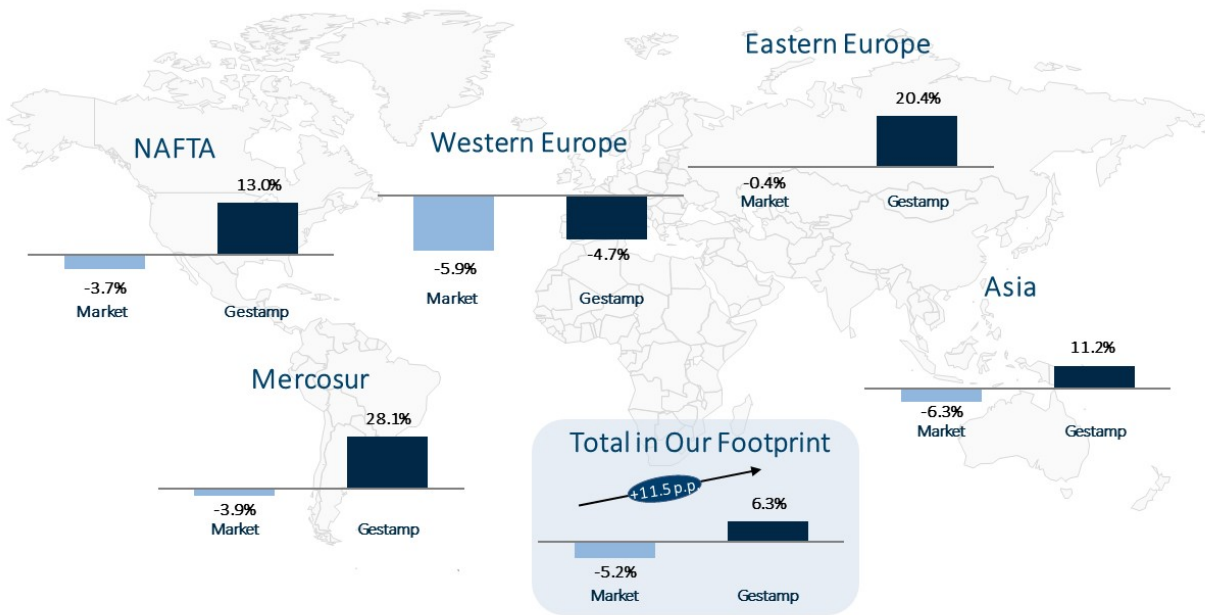 Eastern Europe
20.4%
-0.4%
Market
Gestamp
NAFTA
13.0%
-3.7%
Market
Gestamp
Western Europe
-5.9%
-4.7%
Market
Gestamp
Asia
11.2%
-6.3%
Market
Gestamp
Mercosur
28.1%
-3.9%
Market
Gestamp
Total in Our Footprint
+11.5 p.p
6.3%
-5.2%
Market
Gestamp